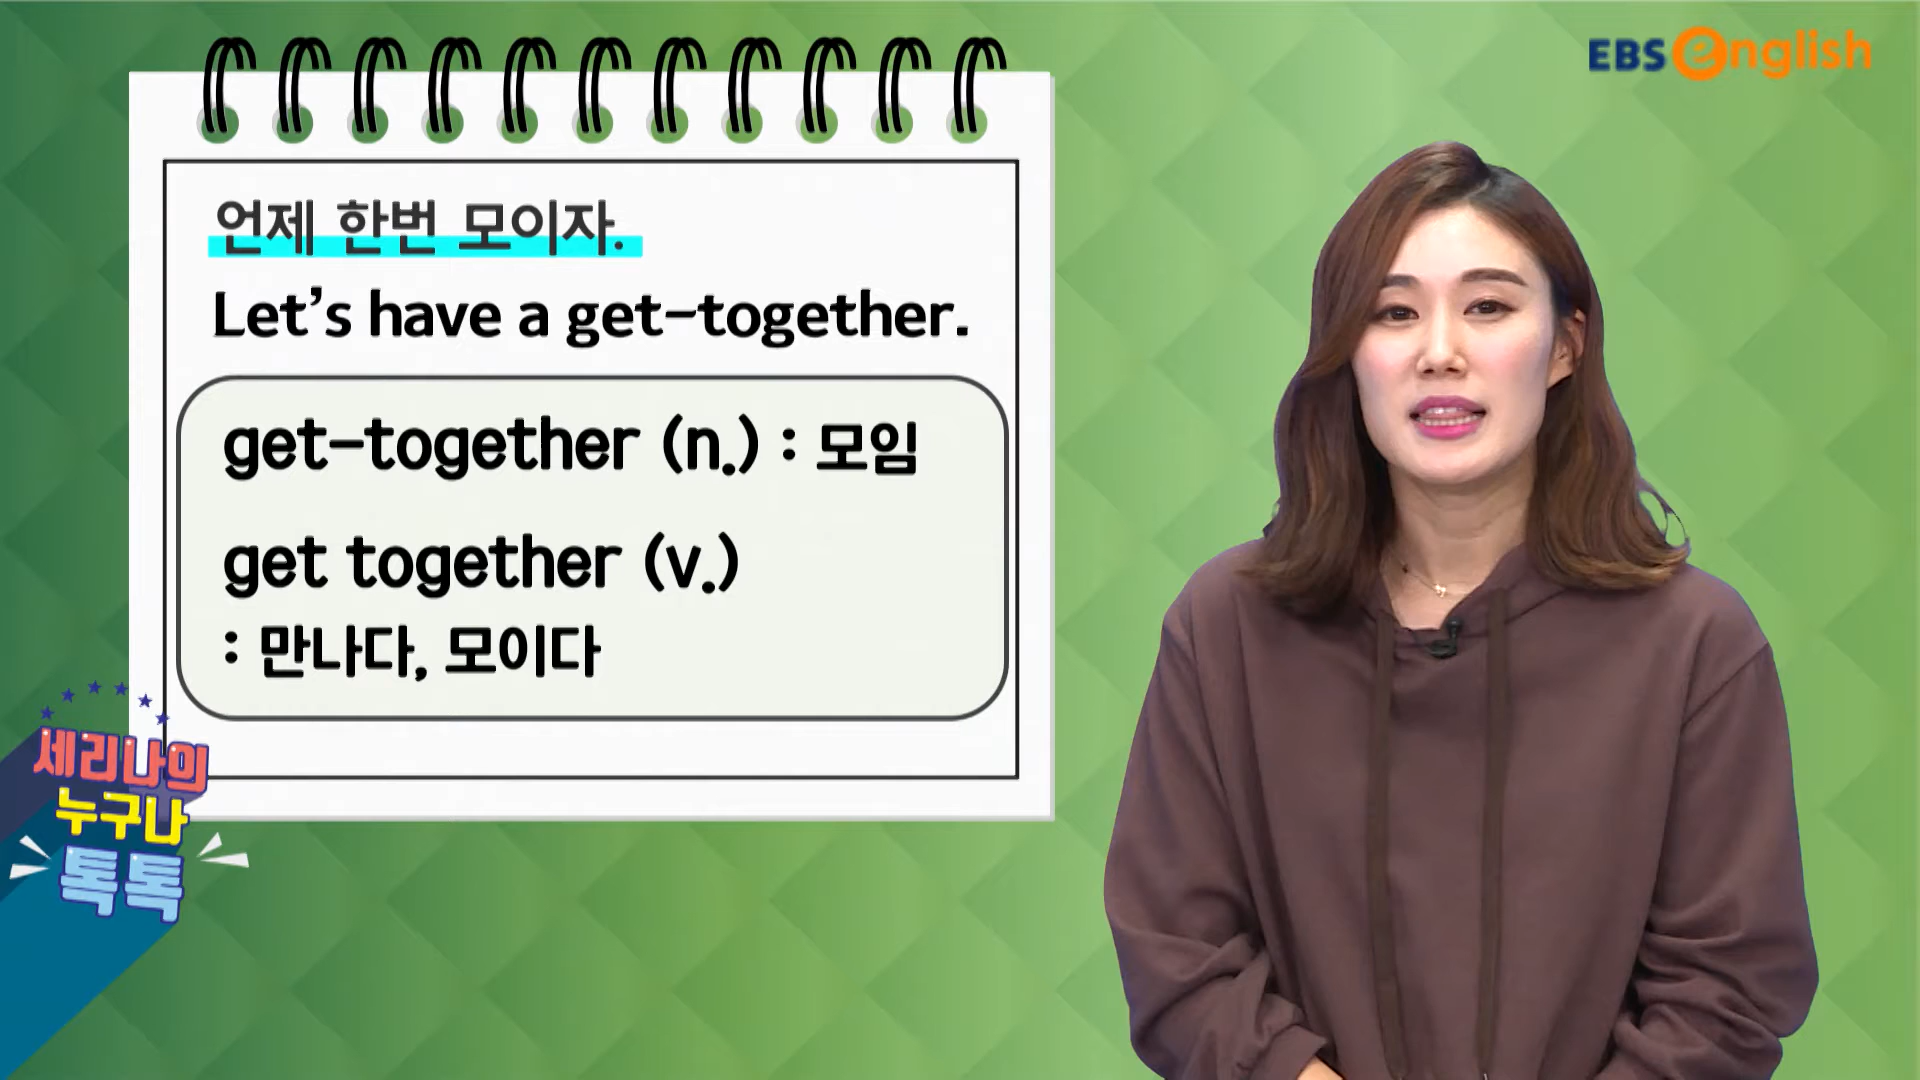 EBS english
언제 한번 모이자.
Let's have a get-together.
get-together (n.) : 모임
get together (v.)
: 만나다, 모이다
세리나의
누구나
톡톡